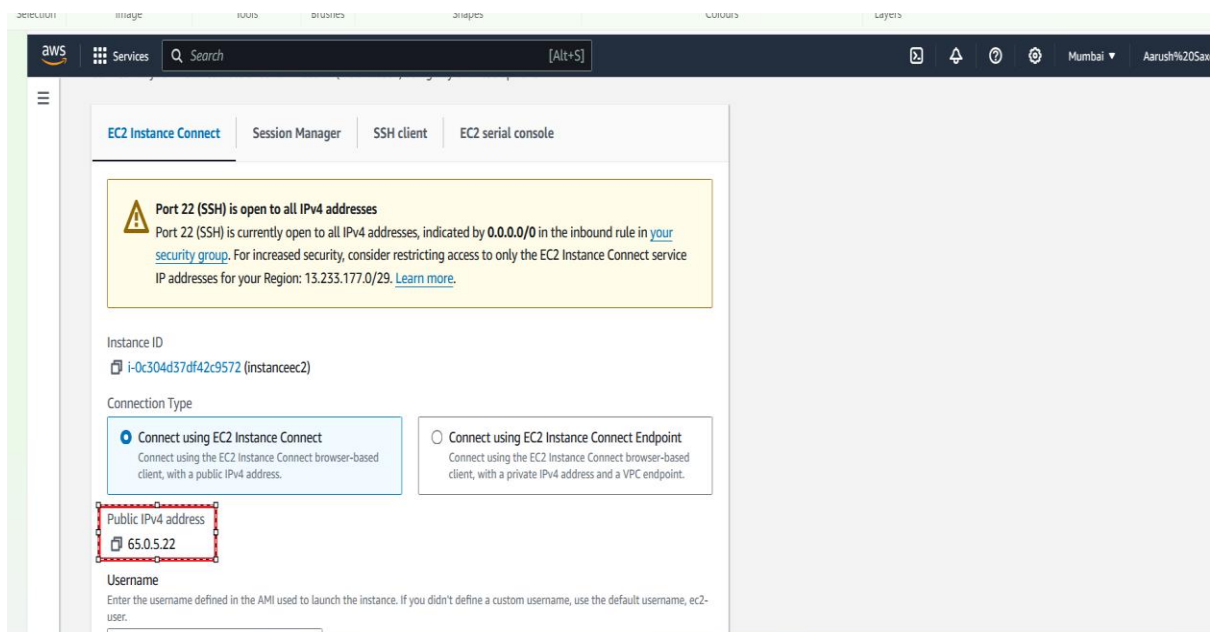 Selection Image Tools Brushes Shapes Colours Layers
aws Services Search [Alt+S] Mumbai ▼ Aarush%20Sax
EC2 Instance Connect Session Manager SSH client EC2 serial console
Port 22 (SSH) is open to all IPv4 addresses
Port 22 (SSH) is currently open to all IPv4 addresses, indicated by 0.0.0.0/0 in the inbound rule in your
security group. For increased security, consider restricting access to only the EC2 Instance Connect service
IP addresses for your Region: 13.233.177.0/29. Learn more.
Instance ID
i-0c304d37df42c9572 (instanceec2)
Connection Type
Connect using EC2 Instance Connect
Connect using the EC2 Instance Connect browser-based
client, with a public IPv4 address.
Connect using EC2 Instance Connect Endpoint
Connect using the EC2 Instance Connect browser-based
client, with a private IPv4 address and a VPC endpoint.
Public IPv4 address
65.0.5.22
Username
Enter the username defined in the AMI used to launch the instance. If you didn't define a custom username, use the default username, ec2-
user.